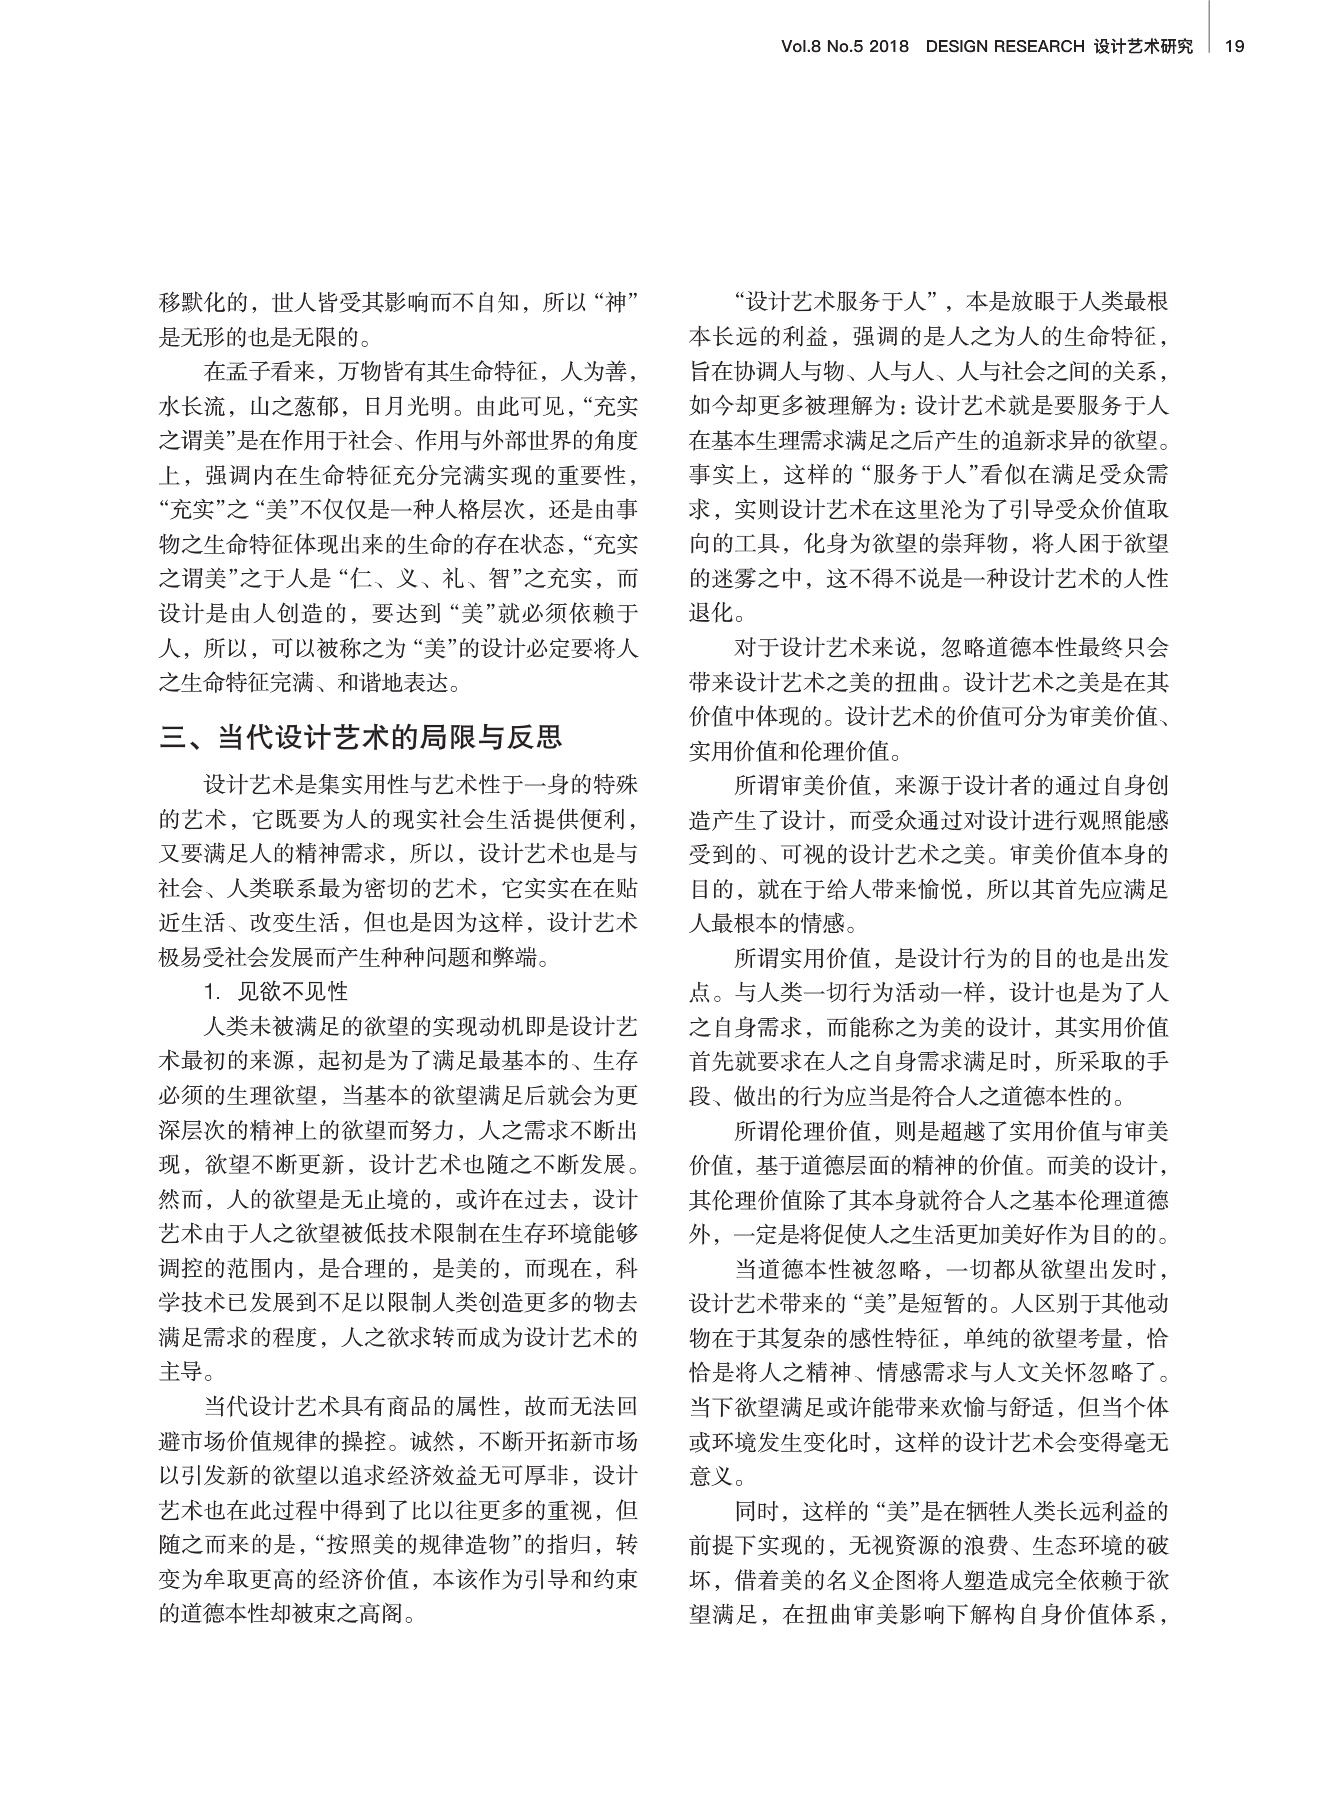 Vol.8 No.5 2018 DESIGN RESEARCH 设计艺术研究 19
移默化的，世人皆受其影响而不自知，所以“神”
是无形的也是无限的。
在孟子看来，万物皆有其生命特征，人为善，
水长流，山之葱郁，日月光明。由此可见，“充实
之谓美”是在作用于社会、作用与外部世界的角度
上，强调内在生命特征充分完满实现的重要性，
“充实”之“美”不仅仅是一种人格层次，还是由事
物之生命特征体现出来的生命的存在状态，“充实
之谓美”之于人是“仁、义、礼、智”之充实，而
设计是由人创造的，要达到“美”就必须依赖于
人，所以，可以被称之为“美”的设计必定要将人
之生命特征完满、和谐地表达。
三、当代设计艺术的局限与反思
设计艺术是集实用性与艺术性于一身的特殊
的艺术，它既要为人的现实社会生活提供便利，
又要满足人的精神需求，所以，设计艺术也是与
社会、人类联系最为密切的艺术，它实实在在贴
近生活、改变生活，但也是因为这样，设计艺术
极易受社会发展而产生种种问题和弊端。
1. 见欲不见性
人类未被满足的欲望的实现动机即是设计艺
术最初的来源，起初是为了满足最基本的、生存
必须的生理欲望，当基本的欲望满足后就会为更
深层次的精神上的欲望而努力，人之需求不断出
现，欲望不断更新，设计艺术也随之不断发展。
然而，人的欲望是无止境的，或许在过去，设计
艺术由于人之欲望被低技术限制在生存环境能够
调控的范围内，是合理的，是美的，而现在，科
学技术已发展到不足以限制人类创造更多的物去
满足需求的程度，人之欲求转而成为设计艺术的
主导。
当代设计艺术具有商品的属性，故而无法回
避市场价值规律的操控。诚然，不断开拓新市场
以引发新的欲望以追求经济效益无可厚非，设计
艺术也在此过程中得到了比以往更多的重视，但
随之而来的是，“按照美的规律造物”的指归，转
变为牟取更高的经济价值，本该作为引导和约束
的道德本性却被束之高阁。
“设计艺术服务于人”，本是放眼于人类最根
本长远的利益，强调的是人之为人的生命特征，
旨在协调人与物、人与人、人与社会之间的关系，
如今却更多被理解为：设计艺术就是要服务于人
在基本生理需求满足之后产生的追新求异的欲望。
事实上，这样的“服务于人”看似在满足受众需
求，实则设计艺术在这里沦为了引导受众价值取
向的工具，化身为欲望的崇拜物，将人困于欲望
的迷雾之中，这不得不说是一种设计艺术的人性
退化。
对于设计艺术来说，忽略道德本性最终只会
带来设计艺术之美的扭曲。设计艺术之美是在其
价值中体现的。设计艺术的价值可分为审美价值、
实用价值和伦理价值。
所谓审美价值，来源于设计者的通过自身创
造产生了设计，而受众通过对设计进行观照能感
受到的、可视的设计艺术之美。审美价值本身的
目的，就在于给人带来愉悦，所以其首先应满足
人最根本的情感。
所谓实用价值，是设计行为的目的也是出发
点。与人类一切行为活动一样，设计也是为了人
之自身需求，而能称之为美的设计，其实用价值
首先就要求在人之自身需求满足时，所采取的手
段、做出的行为应当是符合人之道德本性的。
所谓伦理价值，则是超越了实用价值与审美
价值，基于道德层面的精神的价值。而美的设计，
其伦理价值除了其本身就符合人之基本伦理道德
外，一定是将促使人之生活更加美好作为目的的。
当道德本性被忽略，一切都从欲望出发时，
设计艺术带来的“美”是短暂的。人区别于其他动
物在于其复杂的感性特征，单纯的欲望考量，恰
恰是将人之精神、情感需求与人文关怀忽略了。
当下欲望满足或许能带来欢愉与舒适，但当个体
或环境发生变化时，这样的设计艺术会变得毫无
意义。
同时，这样的“美”是在牺牲人类长远利益的
前提下实现的，无视资源的浪费、生态环境的破
坏，借着美的名义企图将人塑造成完全依赖于欲
望满足，在扭曲审美影响下解构自身价值体系，